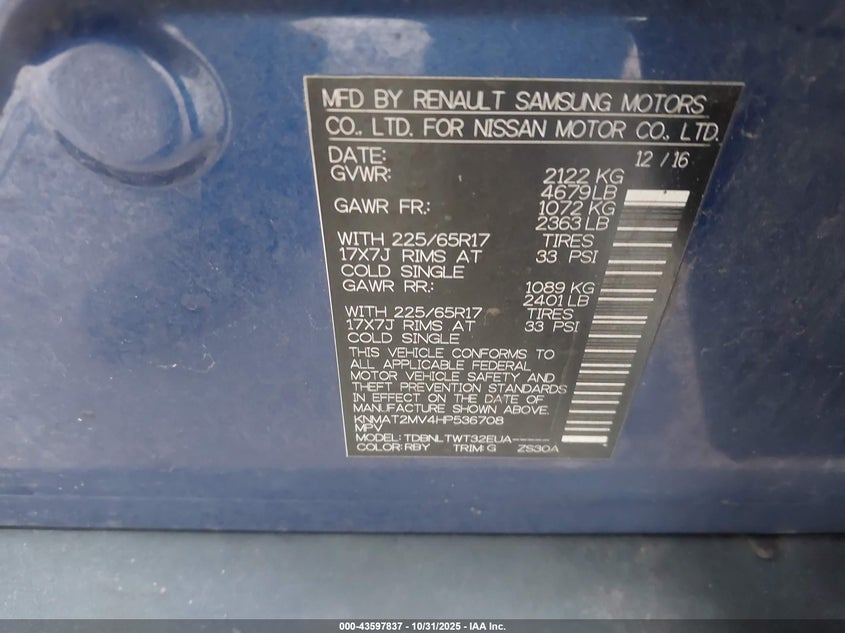 MFD BY RENAULT SAMSUNG MOTORS
CO., LTD. FOR NISSAN MOTOR CO., LTD.
DATE: 12 / 16
GVWR: 2122 KG
4679 LB
GAWR FR.: 1072 KG
2363 LB
WITH 225/65R17 TIRES
17X7J RIMS AT 33 PSI
COLD SINGLE
GAWR RR.: 1089 KG
2401 LB
WITH 225/65R17 TIRES
17X7J RIMS AT 33 PSI
COLD SINGLE
THIS VEHICLE CONFORMS TO
ALL APPLICABLE FEDERAL
MOTOR VEHICLE SAFETY AND
THEFT PREVENTION STANDARDS
IN EFFECT ON THE DATE OF
MANUFACTURE SHOWN ABOVE.
KNMAT2MV4HP536708
MPV
MODEL: TDBNLTWT32EUA-----
COLOR: RBY TRIM: G ZS30A
000-43597837 - 10/31/2025 - IAA Inc.